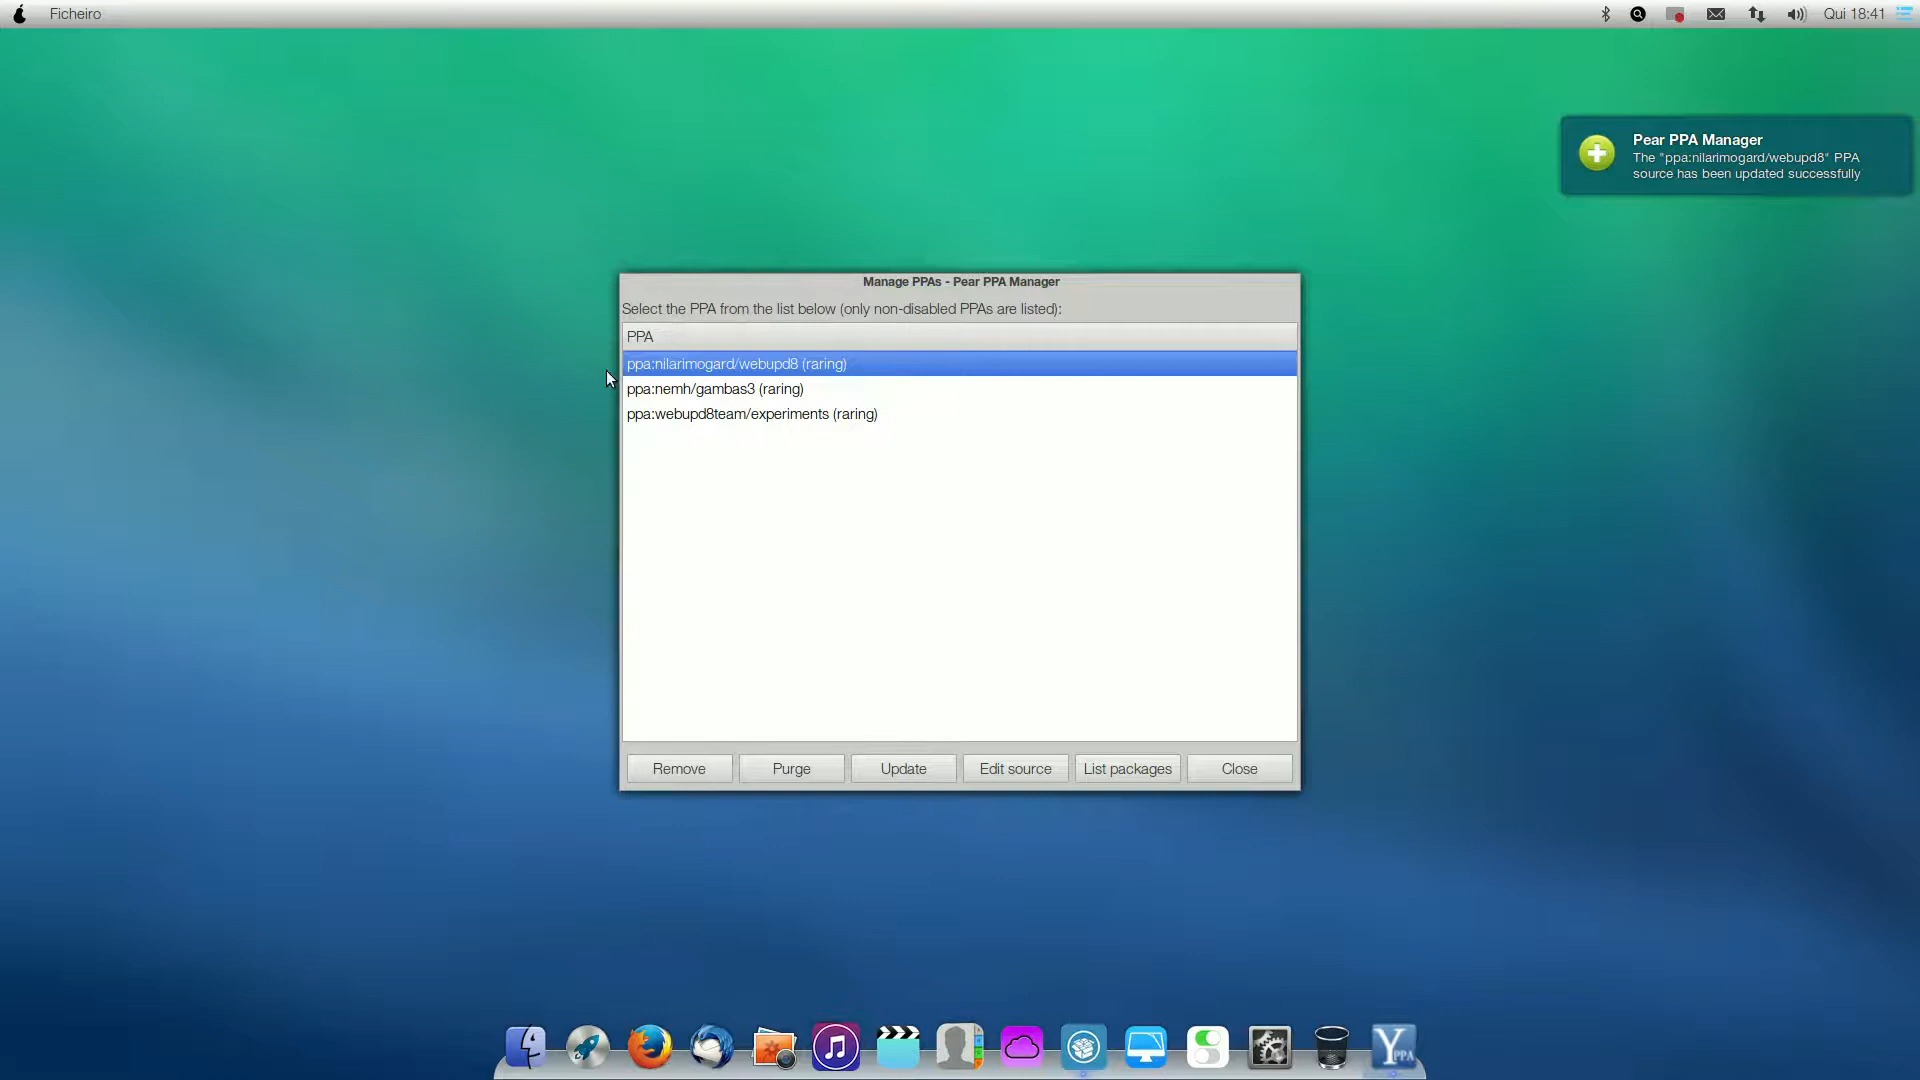 Ficheiro
Qui 18:41
Pear PPA Manager
The "ppa:nilarimogard/webupd8" PPA
source has been updated successfully
Manage PPAs - Pear PPA Manager
Select the PPA from the list below (only non-disabled PPAs are listed):
PPA
ppa:nilarimogard/webupd8 (raring)
ppa:nemh/gambas3 (raring)
ppa:webupd8team/experiments (raring)
Remove
Purge
Update
Edit source
List packages
Close
Y PPA